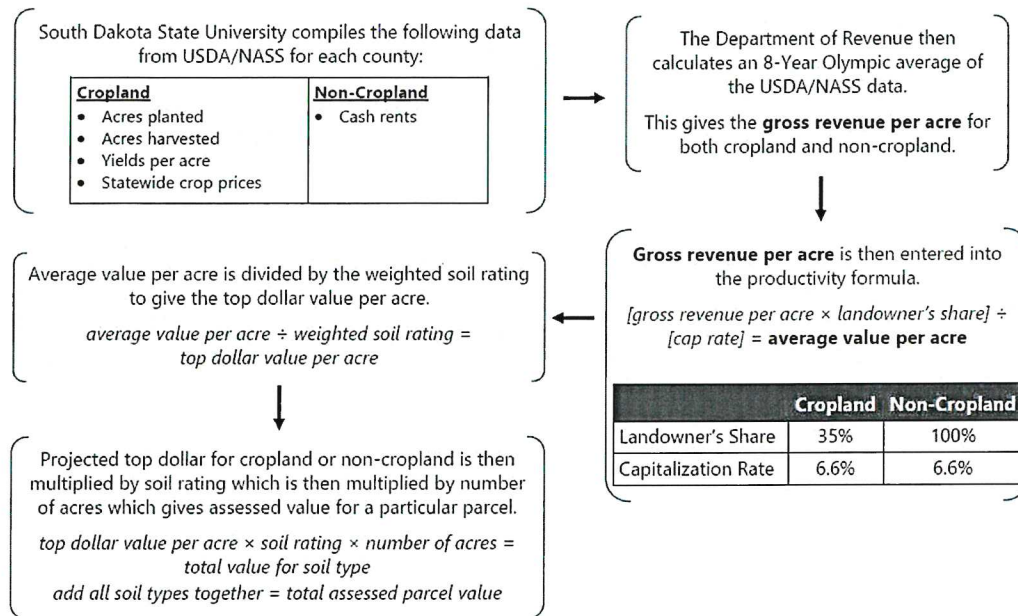 South Dakota State University compiles the following data
from USDA/NASS for each county:
Cropland
• Acres planted
• Acres harvested
• Yields per acre
• Statewide crop prices
Non-Cropland
• Cash rents
The Department of Revenue then
calculates an 8-Year Olympic average of
the USDA/NASS data.
This gives the gross revenue per acre for
both cropland and non-cropland.
Gross revenue per acre is then entered into
the productivity formula.
[gross revenue per acre × landowner's share] ÷
[cap rate] = average value per acre
Cropland Non-Cropland
Landowner's Share 35% 100%
Capitalization Rate 6.6% 6.6%
Average value per acre is divided by the weighted soil rating
to give the top dollar value per acre.
average value per acre ÷ weighted soil rating =
top dollar value per acre
Projected top dollar for cropland or non-cropland is then
multiplied by soil rating which is then multiplied by number
of acres which gives assessed value for a particular parcel.
top dollar value per acre × soil rating × number of acres =
total value for soil type
add all soil types together = total assessed parcel value